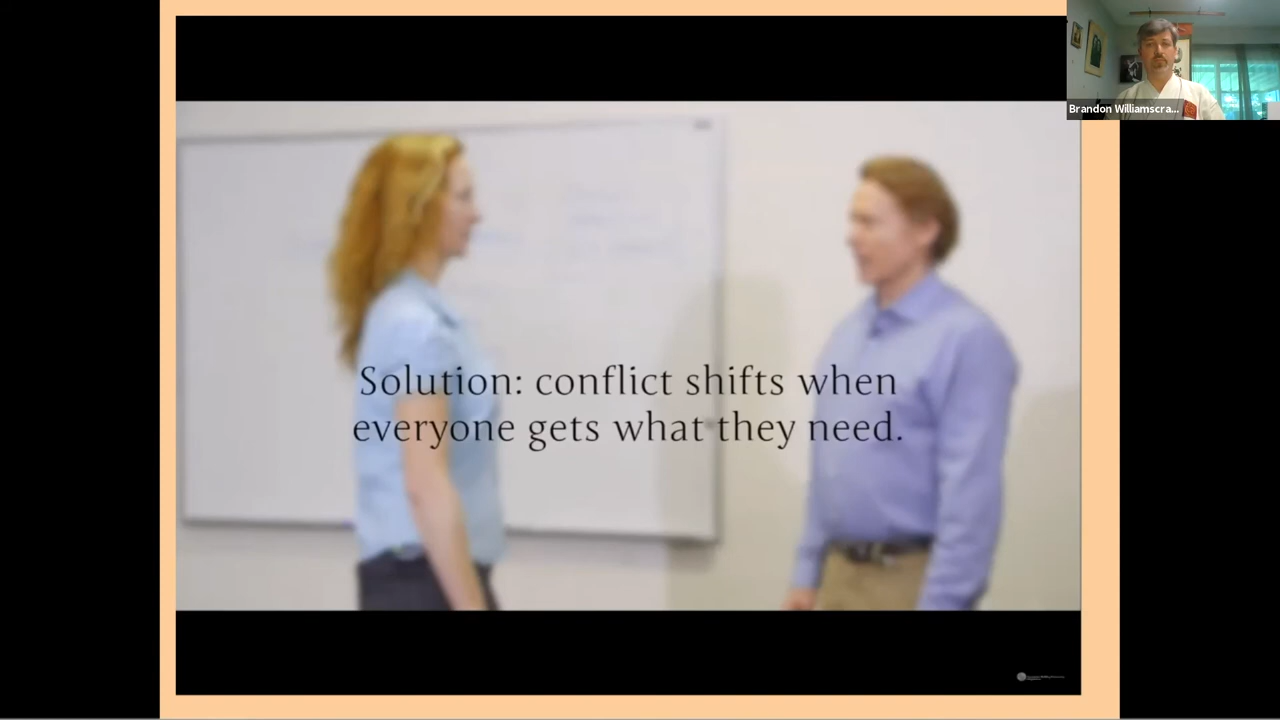 Brandon Williamscra...
Solution: conflict shifts when
everyone gets what they need.